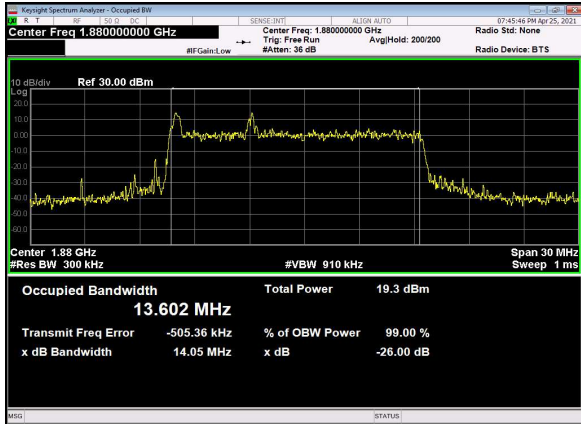 Keysight Spectrum Analyzer - Occupied BW
R T RF 50 Ω DC SENSE:INT ALIGN AUTO 07:45:46 PM Apr 25, 2021
Center Freq 1.880000000 GHz Center Freq: 1.880000000 GHz Radio Std: None
Trig: Free Run Avg|Hold: 200/200
#IFGain:Low #Atten: 36 dB Radio Device: BTS
10 dB/div Ref 30.00 dBm
Log
20.0
10.0
0.00
-10.0
-20.0
-30.0
-40.0
-50.0
-60.0
Center 1.88 GHz Span 30 MHz
#Res BW 300 kHz #VBW 910 kHz Sweep 1 ms
Occupied Bandwidth Total Power 19.3 dBm
13.602 MHz
Transmit Freq Error -505.36 kHz % of OBW Power 99.00 %
x dB Bandwidth 14.05 MHz x dB -26.00 dB
MSG STATUS